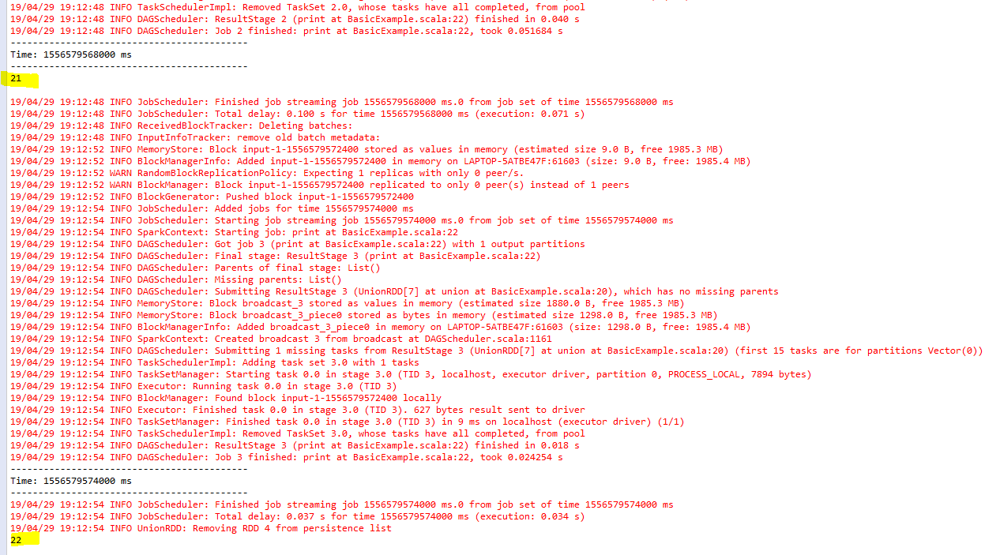 19/04/29 19:12:48 INFO TaskSchedulerImpl: Removed TaskSet 2.0, whose tasks have all completed, from pool
19/04/29 19:12:48 INFO DAGScheduler: ResultStage 2 (print at BasicExample.scala:22) finished in 0.040 s
19/04/29 19:12:48 INFO DAGScheduler: Job 2 finished: print at BasicExample.scala:22, took 0.051684 s
-------------------------------------------
Time: 1556579568000 ms
-------------------------------------------
21
19/04/29 19:12:48 INFO JobScheduler: Finished job streaming job 1556579568000 ms.0 from job set of time 1556579568000 ms
19/04/29 19:12:48 INFO JobScheduler: Total delay: 0.100 s for time 1556579568000 ms (execution: 0.071 s)
19/04/29 19:12:48 INFO ReceivedBlockTracker: Deleting batches:
19/04/29 19:12:48 INFO InputInfoTracker: remove old batch metadata:
19/04/29 19:12:52 INFO MemoryStore: Block input-1-1556579572400 stored as values in memory (estimated size 9.0 B, free 1985.3 MB)
19/04/29 19:12:52 INFO BlockManagerInfo: Added input-1-1556579572400 in memory on LAPTOP-5ATBE47F:61603 (size: 9.0 B, free: 1985.4 MB)
19/04/29 19:12:52 WARN RandomBlockReplicationPolicy: Expecting 1 replicas with only 0 peer/s.
19/04/29 19:12:52 WARN BlockManager: Block input-1-1556579572400 replicated to only 0 peer(s) instead of 1 peers
19/04/29 19:12:52 INFO BlockGenerator: Pushed block input-1-1556579572400
19/04/29 19:12:54 INFO JobScheduler: Added jobs for time 1556579574000 ms
19/04/29 19:12:54 INFO JobScheduler: Starting job streaming job 1556579574000 ms.0 from job set of time 1556579574000 ms
19/04/29 19:12:54 INFO SparkContext: Starting job: print at BasicExample.scala:22
19/04/29 19:12:54 INFO DAGScheduler: Got job 3 (print at BasicExample.scala:22) with 1 output partitions
19/04/29 19:12:54 INFO DAGScheduler: Final stage: ResultStage 3 (print at BasicExample.scala:22)
19/04/29 19:12:54 INFO DAGScheduler: Parents of final stage: List()
19/04/29 19:12:54 INFO DAGScheduler: Missing parents: List()
19/04/29 19:12:54 INFO DAGScheduler: Submitting ResultStage 3 (UnionRDD[7] at union at BasicExample.scala:20), which has no missing parents
19/04/29 19:12:54 INFO MemoryStore: Block broadcast_3 stored as values in memory (estimated size 1880.0 B, free 1985.3 MB)
19/04/29 19:12:54 INFO MemoryStore: Block broadcast_3_piece0 stored as bytes in memory (estimated size 1298.0 B, free 1985.3 MB)
19/04/29 19:12:54 INFO BlockManagerInfo: Added broadcast_3_piece0 in memory on LAPTOP-5ATBE47F:61603 (size: 1298.0 B, free: 1985.4 MB)
19/04/29 19:12:54 INFO SparkContext: Created broadcast 3 from broadcast at DAGScheduler.scala:1161
19/04/29 19:12:54 INFO DAGScheduler: Submitting 1 missing tasks from ResultStage 3 (UnionRDD[7] at union at BasicExample.scala:20) (first 15 tasks are for partitions Vector(0))
19/04/29 19:12:54 INFO TaskSchedulerImpl: Adding task set 3.0 with 1 tasks
19/04/29 19:12:54 INFO TaskSetManager: Starting task 0.0 in stage 3.0 (TID 3, localhost, executor driver, partition 0, PROCESS_LOCAL, 7894 bytes)
19/04/29 19:12:54 INFO Executor: Running task 0.0 in stage 3.0 (TID 3)
19/04/29 19:12:54 INFO BlockManager: Found block input-1-1556579572400 locally
19/04/29 19:12:54 INFO Executor: Finished task 0.0 in stage 3.0 (TID 3). 627 bytes result sent to driver
19/04/29 19:12:54 INFO TaskSetManager: Finished task 0.0 in stage 3.0 (TID 3) in 9 ms on localhost (executor driver) (1/1)
19/04/29 19:12:54 INFO TaskSchedulerImpl: Removed TaskSet 3.0, whose tasks have all completed, from pool
19/04/29 19:12:54 INFO DAGScheduler: ResultStage 3 (print at BasicExample.scala:22) finished in 0.018 s
19/04/29 19:12:54 INFO DAGScheduler: Job 3 finished: print at BasicExample.scala:22, took 0.024254 s
-------------------------------------------
Time: 1556579574000 ms
-------------------------------------------
19/04/29 19:12:54 INFO JobScheduler: Finished job streaming job 1556579574000 ms.0 from job set of time 1556579574000 ms
19/04/29 19:12:54 INFO JobScheduler: Total delay: 0.037 s for time 1556579574000 ms (execution: 0.034 s)
19/04/29 19:12:54 INFO UnionRDD: Removing RDD 4 from persistence list
22